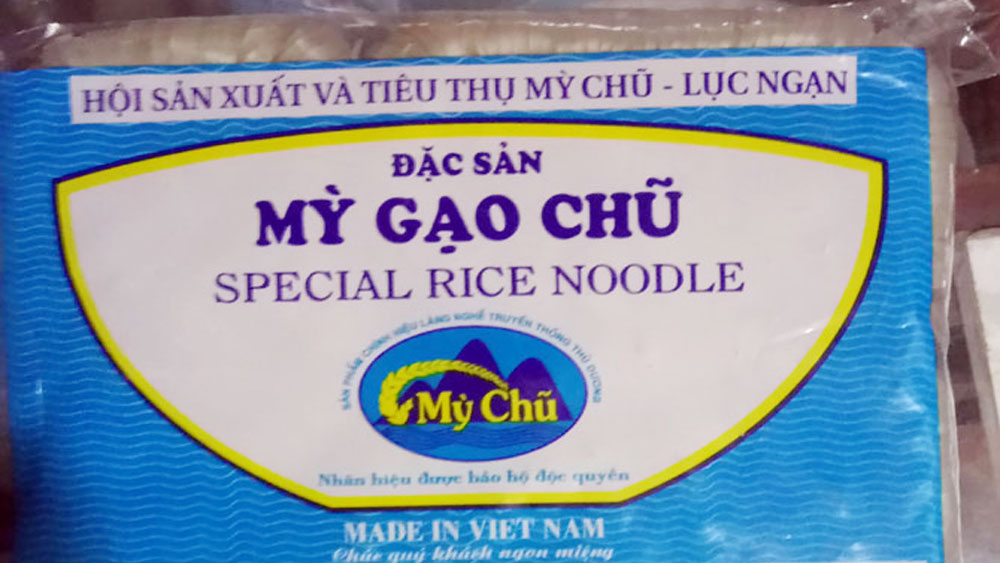 HỘI SẢN XUẤT VÀ TIÊU THỤ MỲ CHŨ - LỤC NGẠN
ĐẶC SẢN
MỲ GẠO CHŨ
SPECIAL RICE NOODLE
SẢN PHẨM CHÍNH HIỆU LÀNG NGHỀ TRUYỀN THỐNG THỦ DƯƠNG
Mỳ Chũ
Nhãn hiệu được bảo hộ độc quyền
MADE IN VIET NAM
Chúc quý khách ngon miệng